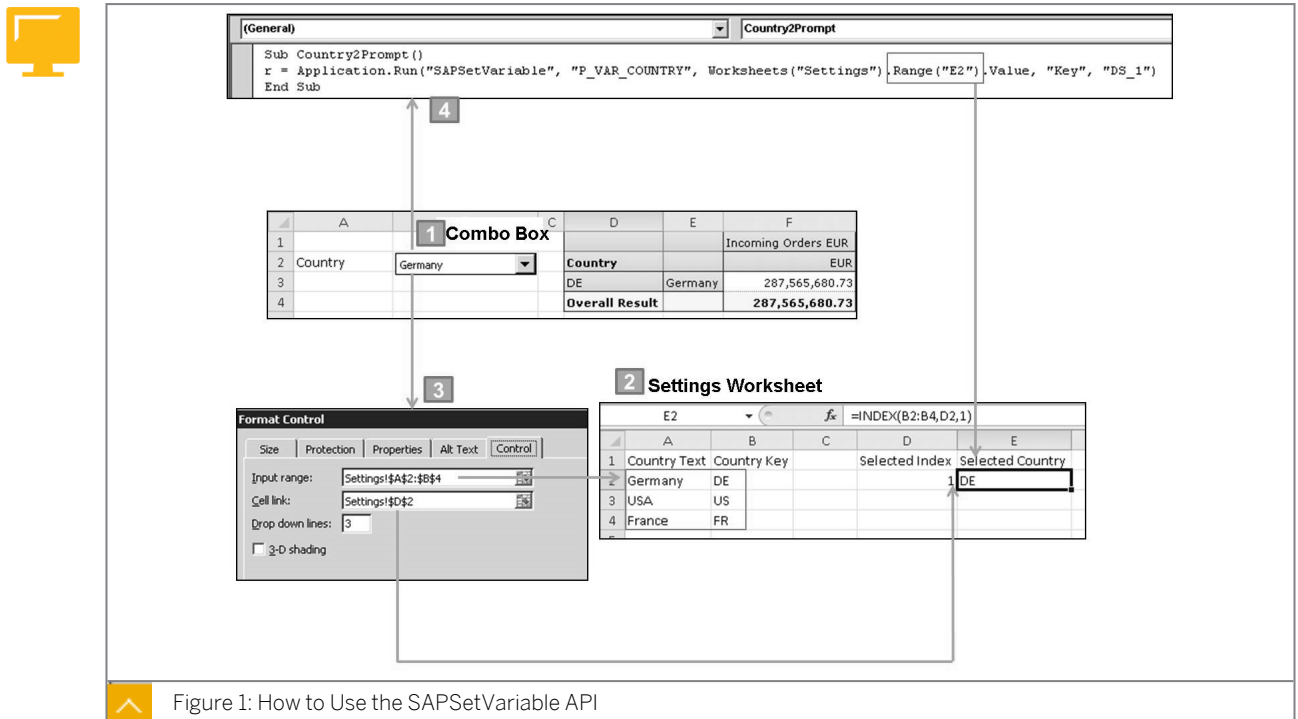 (General) Country2Prompt
Sub Country2Prompt()
r = Application.Run("SAPSetVariable", "P_VAR_COUNTRY", Worksheets("Settings").Range("E2").Value, "Key", "DS_1")
End Sub
4
A C D E F
1 Combo Box
1 Incoming Orders EUR
2 Country Germany Country EUR
3 DE Germany 287,565,680.73
4 Overall Result 287,565,680.73
3
2 Settings Worksheet
Format Control
Size Protection Properties Alt Text Control
Input range: Settings!$A$2:$B$4
Cell link: Settings!$D$2
Drop down lines: 3
3-D shading
E2 fx =INDEX(B2:B4,D2,1)
A B C D E
1 Country Text Country Key Selected Index Selected Country
2 Germany DE 1 DE
3 USA US
4 France FR
Figure 1: How to Use the SAPSetVariable API